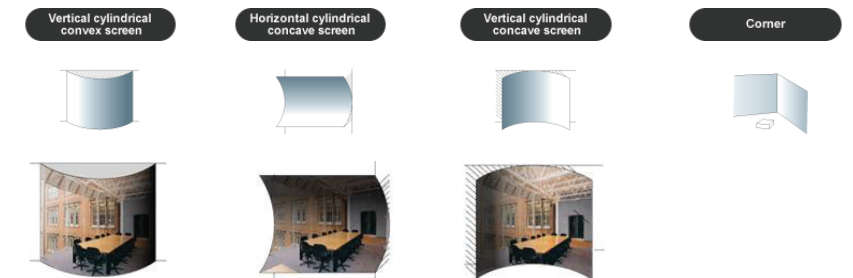 Vertical cylindrical
convex screen
Horizontal cylindrical
concave screen
Vertical cylindrical
concave screen
Corner